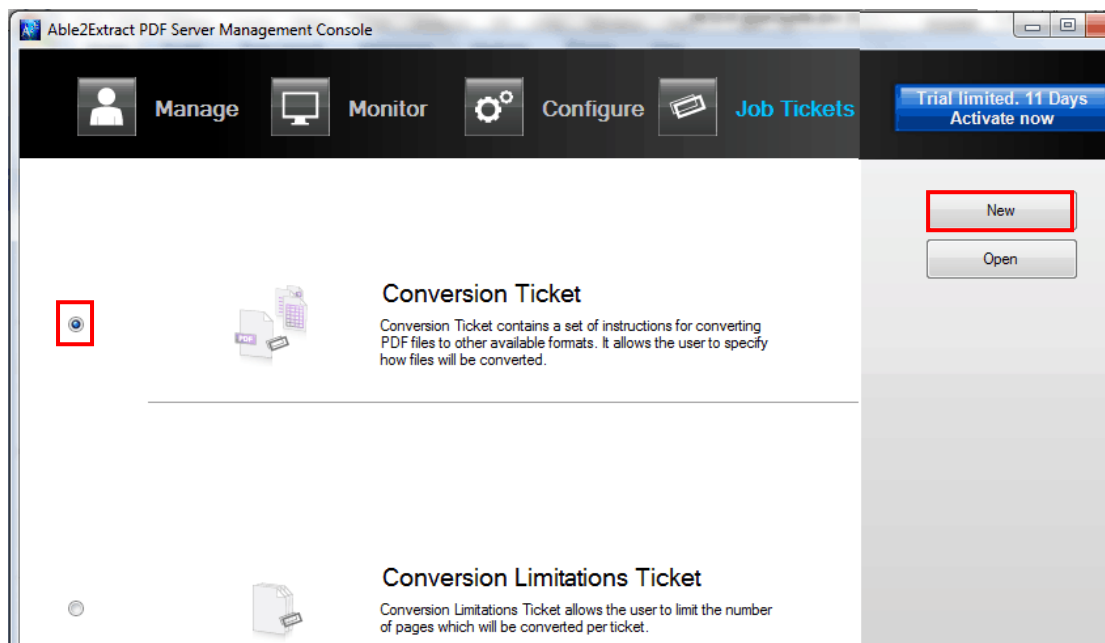 Able2Extract PDF Server Management Console
Manage
Monitor
Configure
Job Tickets
Trial limited. 11 Days
Activate now
New
Open
Conversion Ticket
Conversion Ticket contains a set of instructions for converting
PDF files to other available formats. It allows the user to specify
how files will be converted.
PDF
Conversion Limitations Ticket
Conversion Limitations Ticket allows the user to limit the number
of pages which will be converted per ticket.